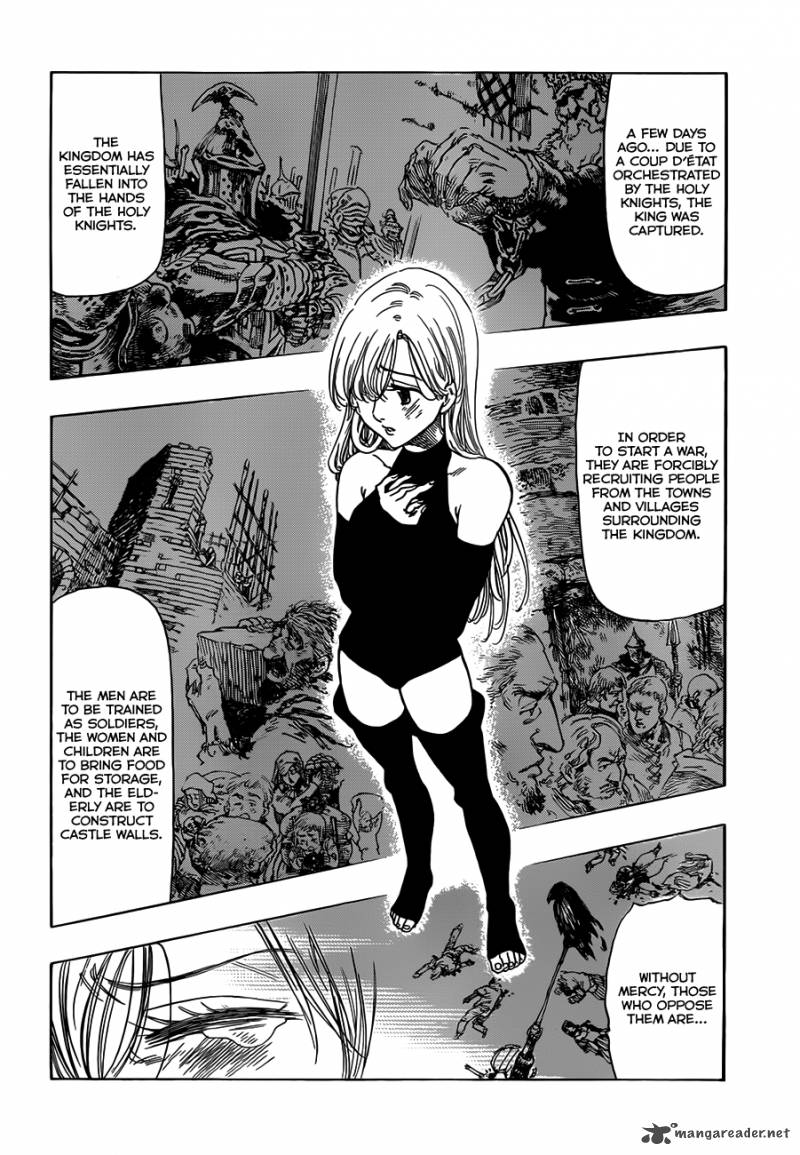 A FEW DAYS
AGO... DUE TO
A COUP D'ÉTAT
ORCHESTRATED
BY THE HOLY
KNIGHTS, THE
KING WAS
CAPTURED.
THE
KINGDOM HAS
ESSENTIALLY
FALLEN INTO
THE HANDS
OF THE HOLY
KNIGHTS.
IN ORDER
TO START A WAR,
THEY ARE FORCIBLY
RECRUITING PEOPLE
FROM THE TOWNS
AND VILLAGES
SURROUNDING
THE KINGDOM.
THE MEN ARE
TO BE TRAINED
AS SOLDIERS,
THE WOMEN AND
CHILDREN ARE
TO BRING FOOD
FOR STORAGE,
AND THE ELD-
ERLY ARE TO
CONSTRUCT
CASTLE WALLS.
WITHOUT
MERCY, THOSE
WHO OPPOSE
THEM ARE...
mangareader.net